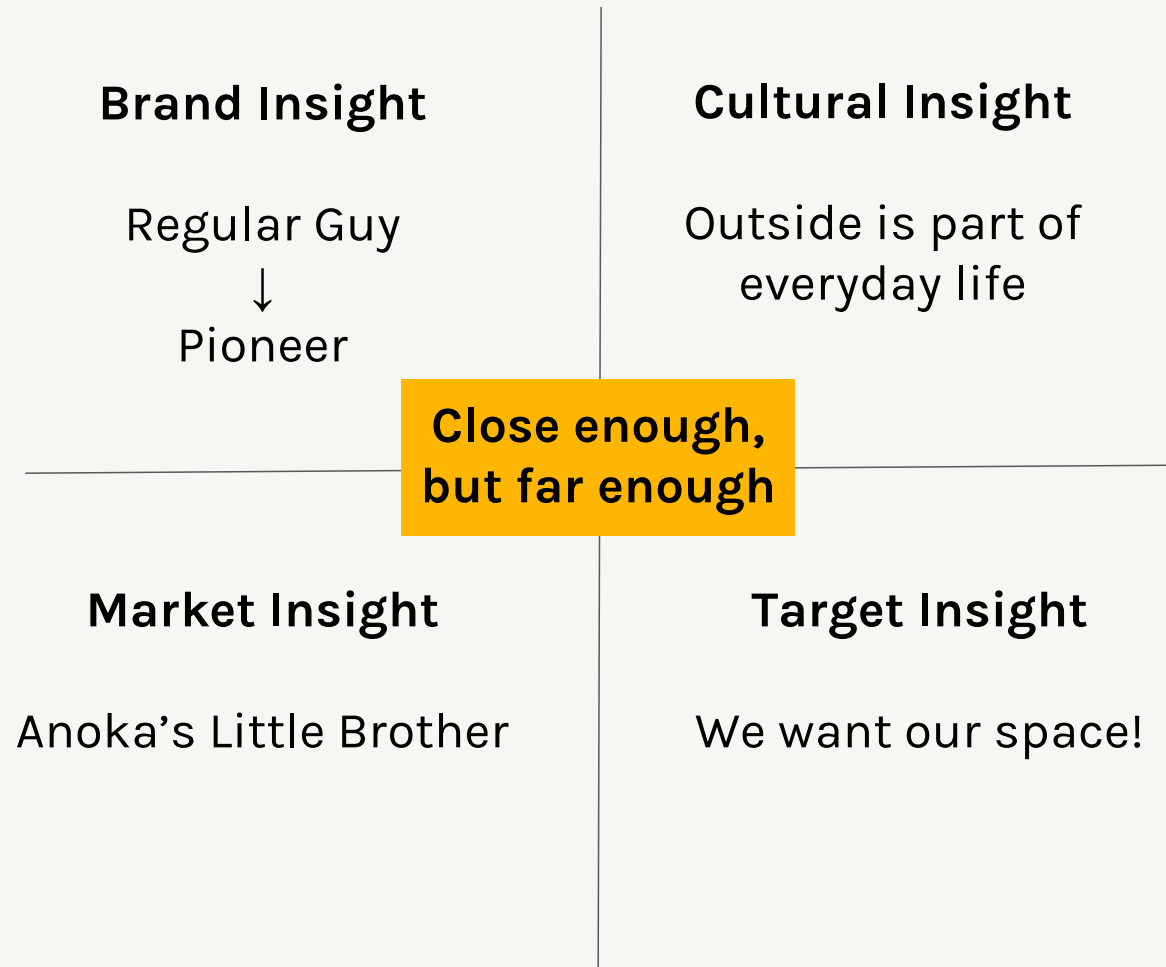 Brand Insight
Regular Guy
↓
Pioneer
Cultural Insight
Outside is part of
everyday life
Close enough,
but far enough
Market Insight
Anoka’s Little Brother
Target Insight
We want our space!